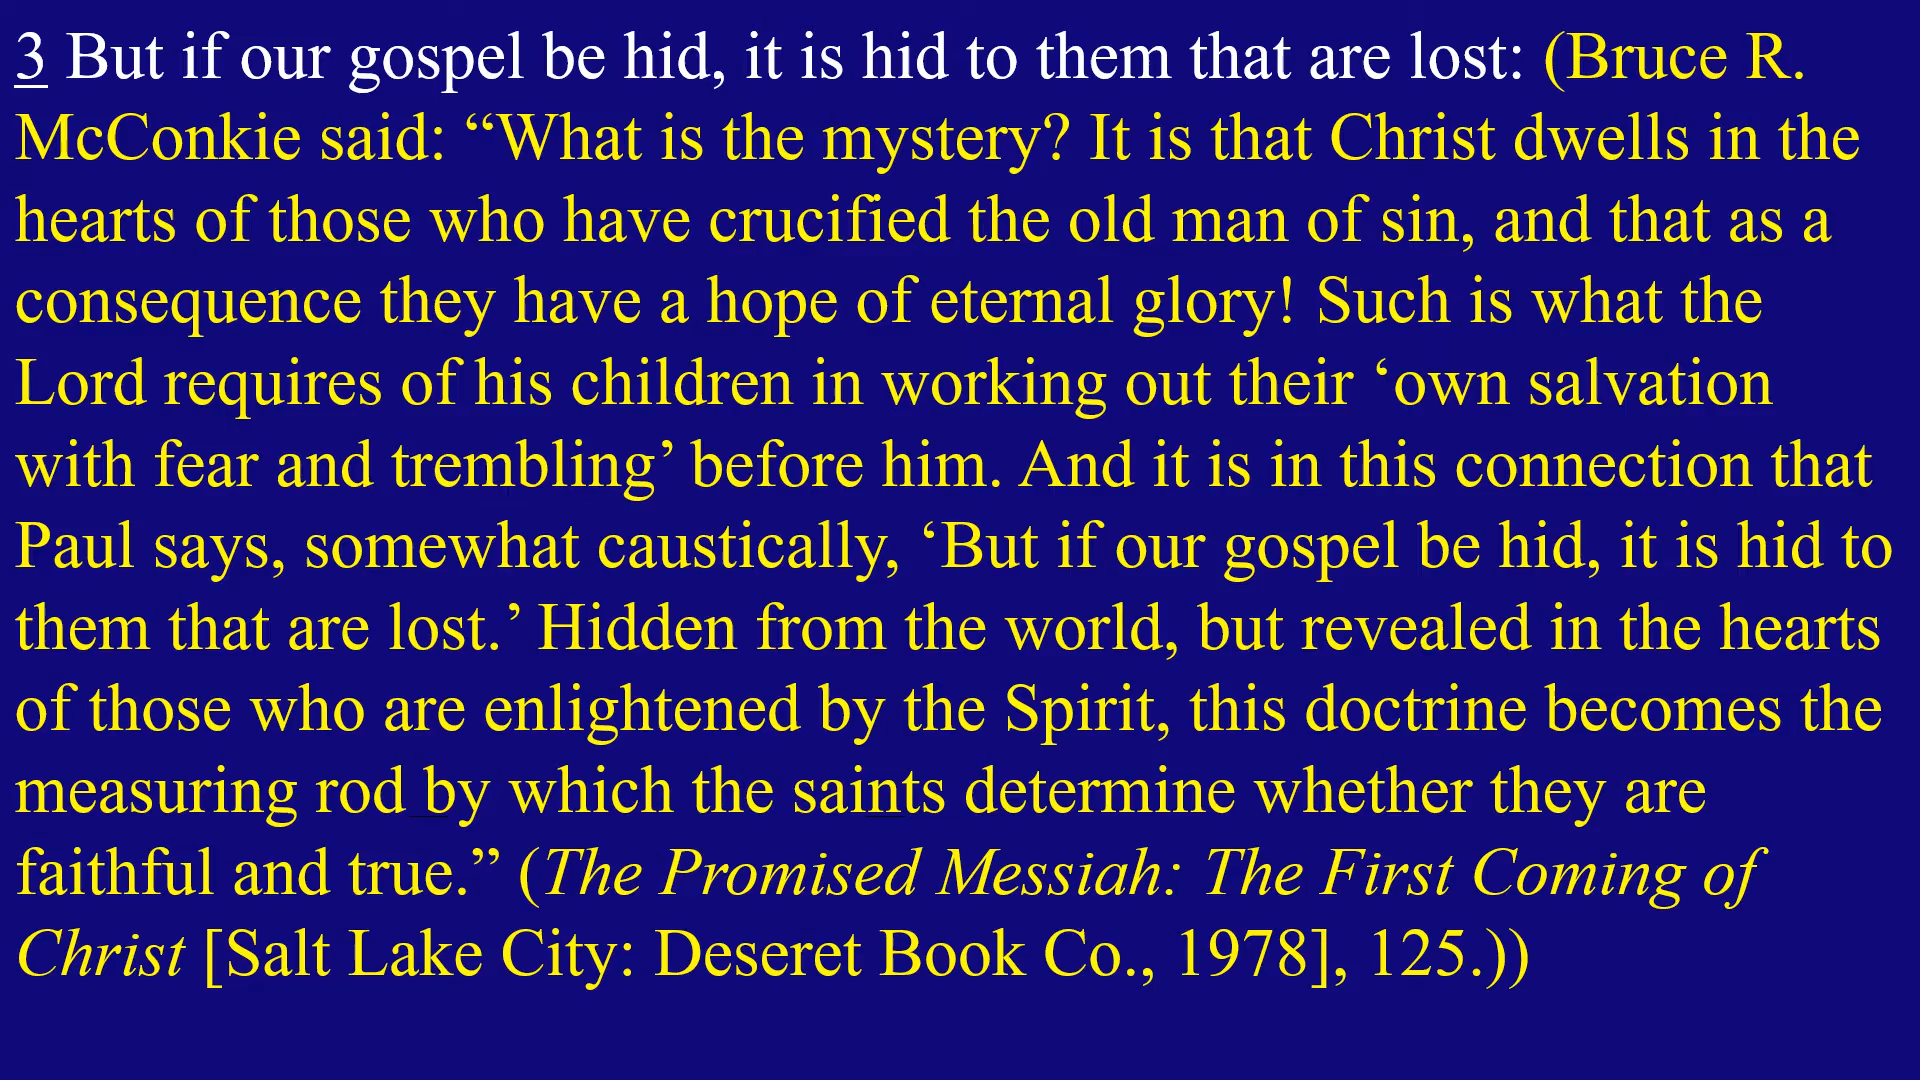 3 But if our gospel be hid, it is hid to them that are lost: (Bruce R.
McConkie said: “What is the mystery? It is that Christ dwells in the
hearts of those who have crucified the old man of sin, and that as a
consequence they have a hope of eternal glory! Such is what the
Lord requires of his children in working out their ‘own salvation
with fear and trembling’ before him. And it is in this connection that
Paul says, somewhat caustically, ‘But if our gospel be hid, it is hid to
them that are lost.’ Hidden from the world, but revealed in the hearts
of those who are enlightened by the Spirit, this doctrine becomes the
measuring rod by which the saints determine whether they are
faithful and true.” (The Promised Messiah: The First Coming of
Christ [Salt Lake City: Deseret Book Co., 1978], 125.))